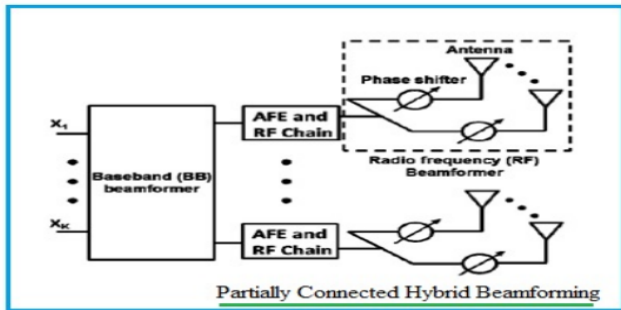 Antenna
Phase shifter
AFE and
RF Chain
X₁
Radio frequency (RF)
Beamformer
Baseband (BB)
beamformer
Xₖ
AFE and
RF Chain
Partially Connected Hybrid Beamforming